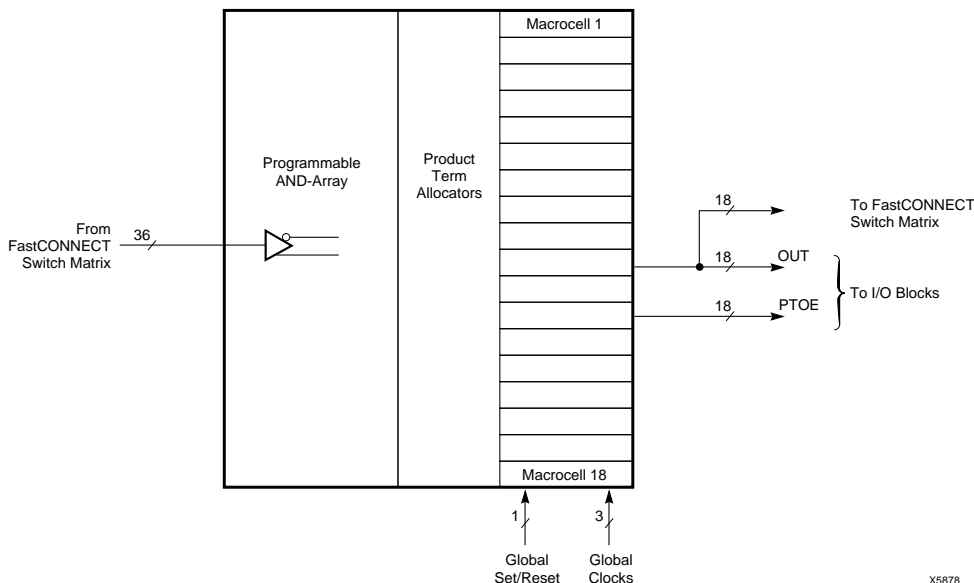 Macrocell 1
Programmable
AND-Array
Product
Term
Allocators
From
FastCONNECT
Switch Matrix
36
18
To FastCONNECT
Switch Matrix
18
OUT
18
PTOE
To I/O Blocks
Macrocell 18
1
3
Global
Set/Reset
Global
Clocks
X5878